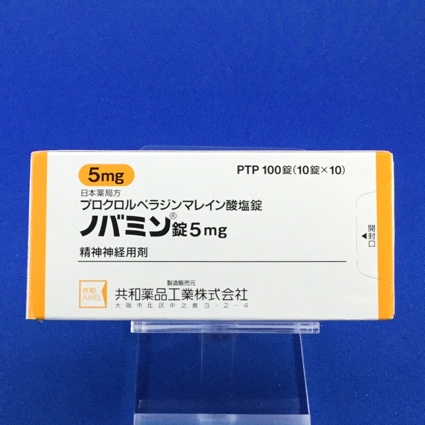 5mg
PTP 100錠(10錠×10)
日本薬局方
プロクロルペラジンマレイン酸塩錠
ノバミン®錠5mg
精神神経用剤
開封口
製造販売元
共和
AMEL
共和薬品工業株式会社
大阪市北区中之島3-2-4